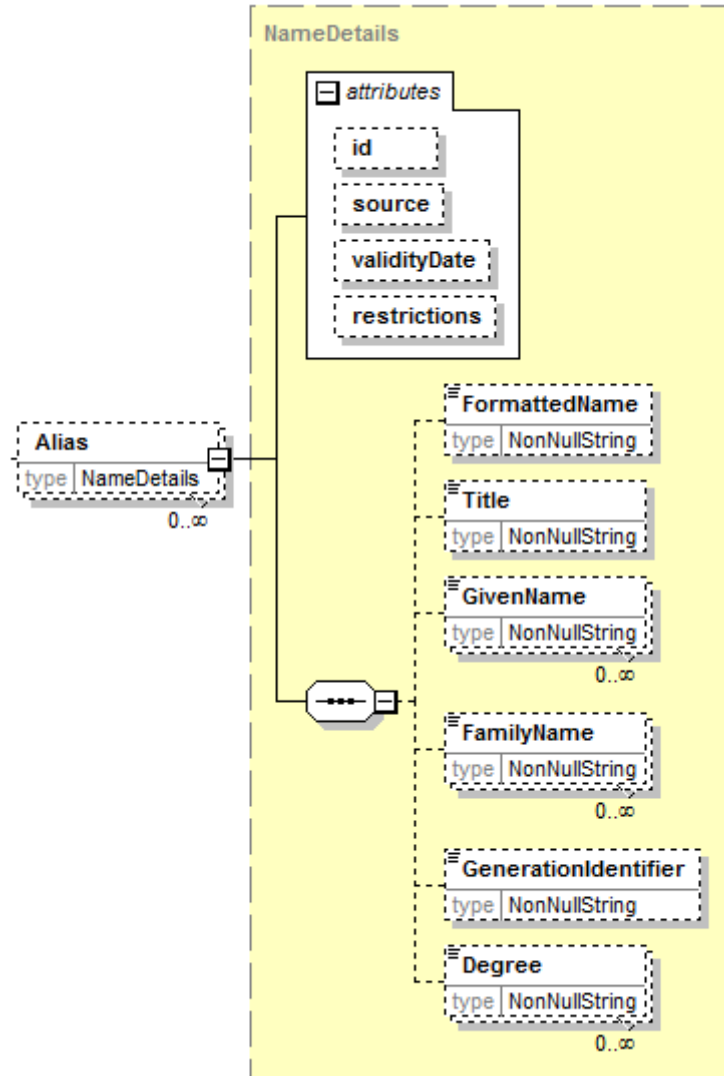 NameDetails
attributes
id
source
validityDate
restrictions
Alias
type NameDetails
0..∞
FormattedName
type NonNullString
Title
type NonNullString
GivenName
type NonNullString
0..∞
FamilyName
type NonNullString
0..∞
GenerationIdentifier
type NonNullString
Degree
type NonNullString
0..∞